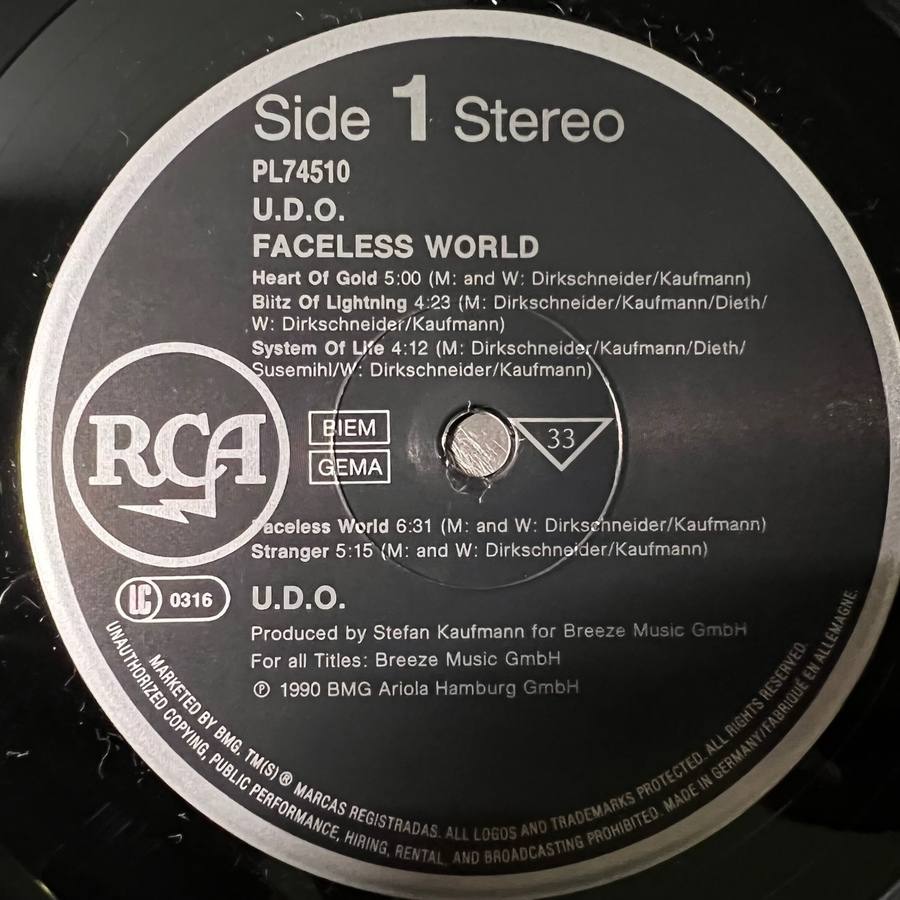 Side 1 Stereo
PL74510
U.D.O.
FACELESS WORLD
Heart Of Gold 5:00 (M: and W: Dirkschneider/Kaufmann)
Blitz Of Lightning 4:23 (M: Dirkschneider/Kaufmann/Dieth/
W: Dirkschneider/Kaufmann)
System Of Life 4:12 (M: Dirkschneider/Kaufmann/Dieth/
Susemihl/W: Dirkschneider/Kaufmann)
RCA
BIEM
GEMA
33
Faceless World 6:31 (M: and W: Dirkschneider/Kaufmann)
Stranger 5:15 (M: and W: Dirkschneider/Kaufmann)
LC 0316
U.D.O.
Produced by Stefan Kaufmann for Breeze Music GmbH
For all Titles: Breeze Music GmbH
℗ 1990 BMG Ariola Hamburg GmbH
MARKETED BY BMG. TM(S) ® MARCAS REGISTRADAS. ALL LOGOS AND TRADEMARKS PROTECTED. ALL RIGHTS RESERVED.
UNAUTHORIZED COPYING, PUBLIC PERFORMANCE, HIRING, RENTAL AND BROADCASTING PROHIBITED. MADE IN GERMANY/FABRIQUÉ EN ALLEMAGNE.